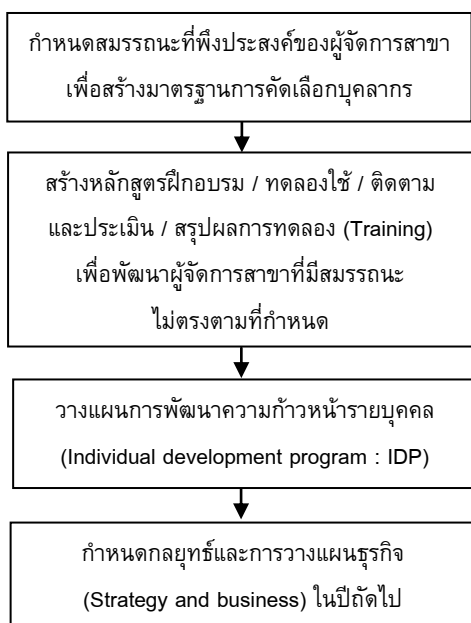 กำหนดสมรรถนะที่พึงประสงค์ของผู้จัดการสาขา
เพื่อสร้างมาตรฐานการคัดเลือกบุคลากร
สร้างหลักสูตรฝึกอบรม / ทดลองใช้ / ติดตาม
และประเมิน / สรุปผลการทดลอง (Training)
เพื่อพัฒนาผู้จัดการสาขาที่มีสมรรถนะ
ไม่ตรงตามที่กำหนด
วางแผนการพัฒนาความก้าวหน้ารายบุคคล
(Individual development program : IDP)
กำหนดกลยุทธ์และการวางแผนธุรกิจ
(Strategy and business) ในปีถัดไป